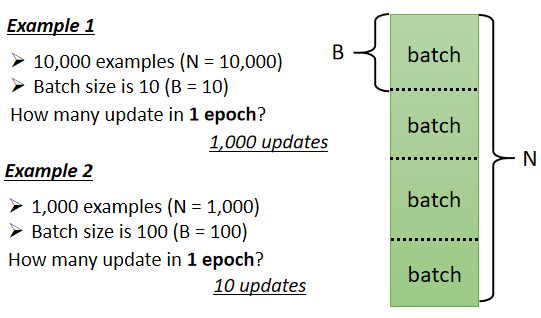 Example 1
➤ 10,000 examples (N = 10,000)
➤ Batch size is 10 (B = 10)
How many update in 1 epoch?
1,000 updates
Example 2
➤ 1,000 examples (N = 1,000)
➤ Batch size is 100 (B = 100)
How many update in 1 epoch?
10 updates
B
batch
batch
batch
batch
N